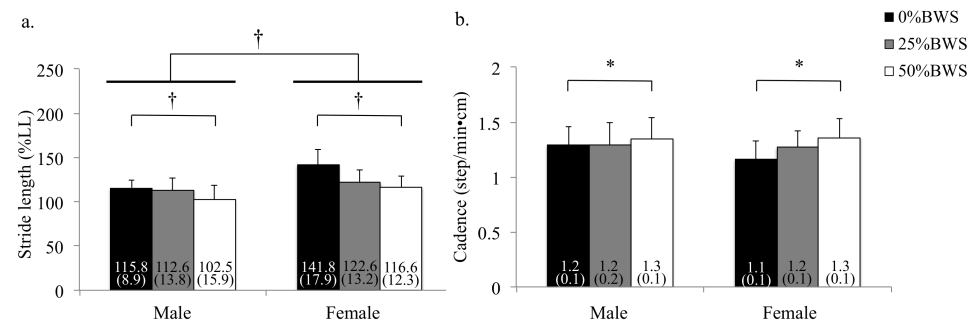 a.
†
250
200
150
100
50
0
Stride length (%LL)
†
†
115.8 112.6 102.5
(8.9) (13.8) (15.9)
141.8 122.6 116.6
(17.9) (13.2) (12.3)
Male Female
b.
0%BWS
25%BWS
50%BWS
2
1.5
1
0.5
0
Cadence (step/min•cm)
* *
1.2 1.2 1.3
(0.1) (0.2) (0.1)
1.1 1.2 1.3
(0.1) (0.1) (0.1)
Male Female